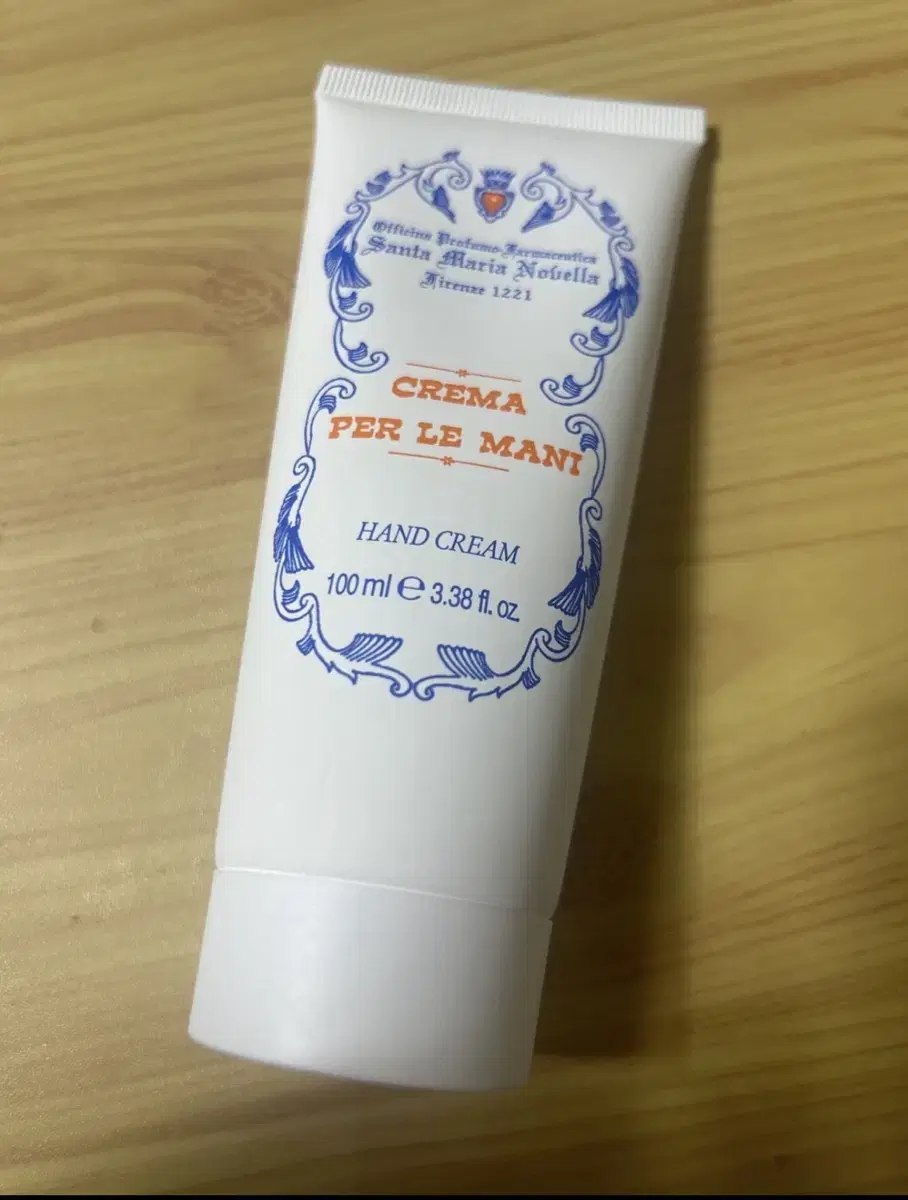 Officina Profumo-Farmaceutica
Santa Maria Novella
Firenze 1221
CREMA
PER LE MANI
HAND CREAM
100 ml ℮ 3.38 fl. oz.